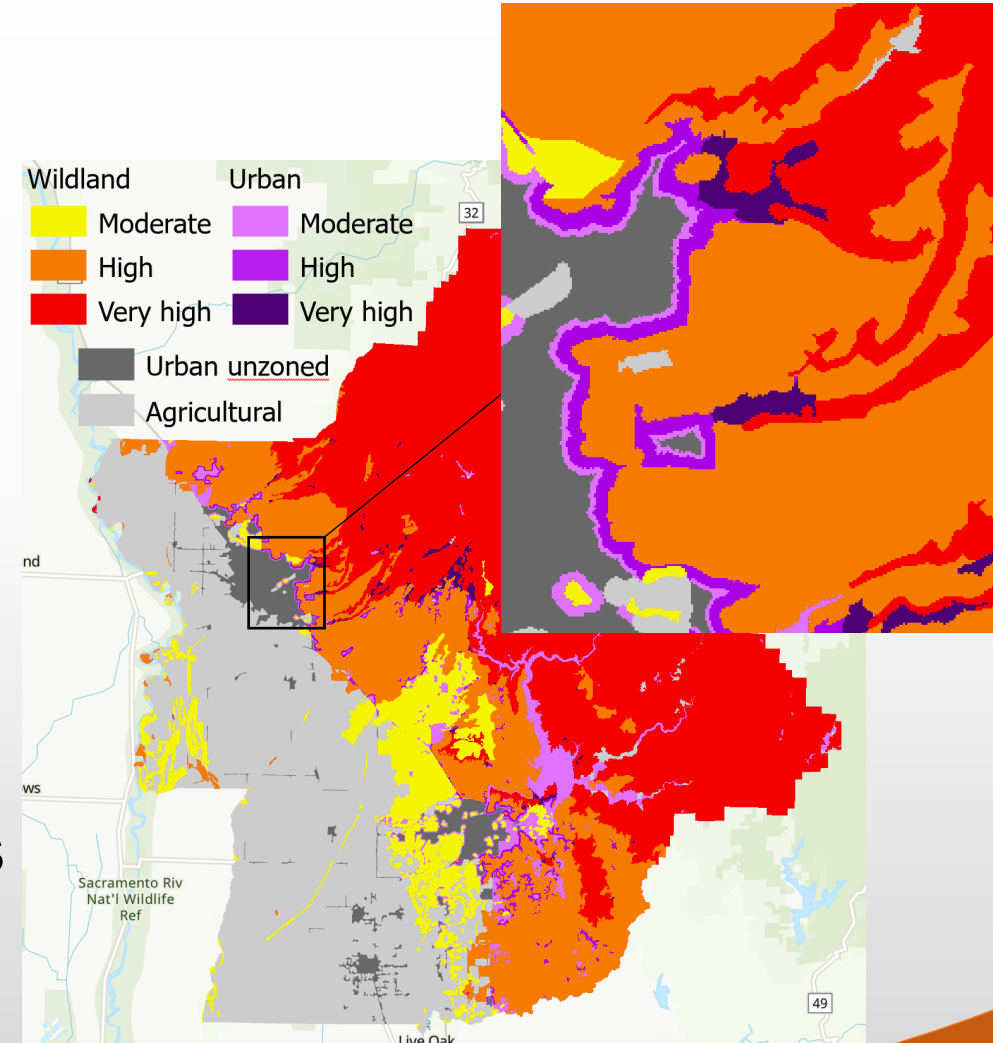 Wildland Urban
Moderate Moderate
High High
Very high Very high
Urban unzoned
Agricultural
32
nd
ws
s
Sacramento Riv
Nat'l Wildlife
Ref
49
Live Oak